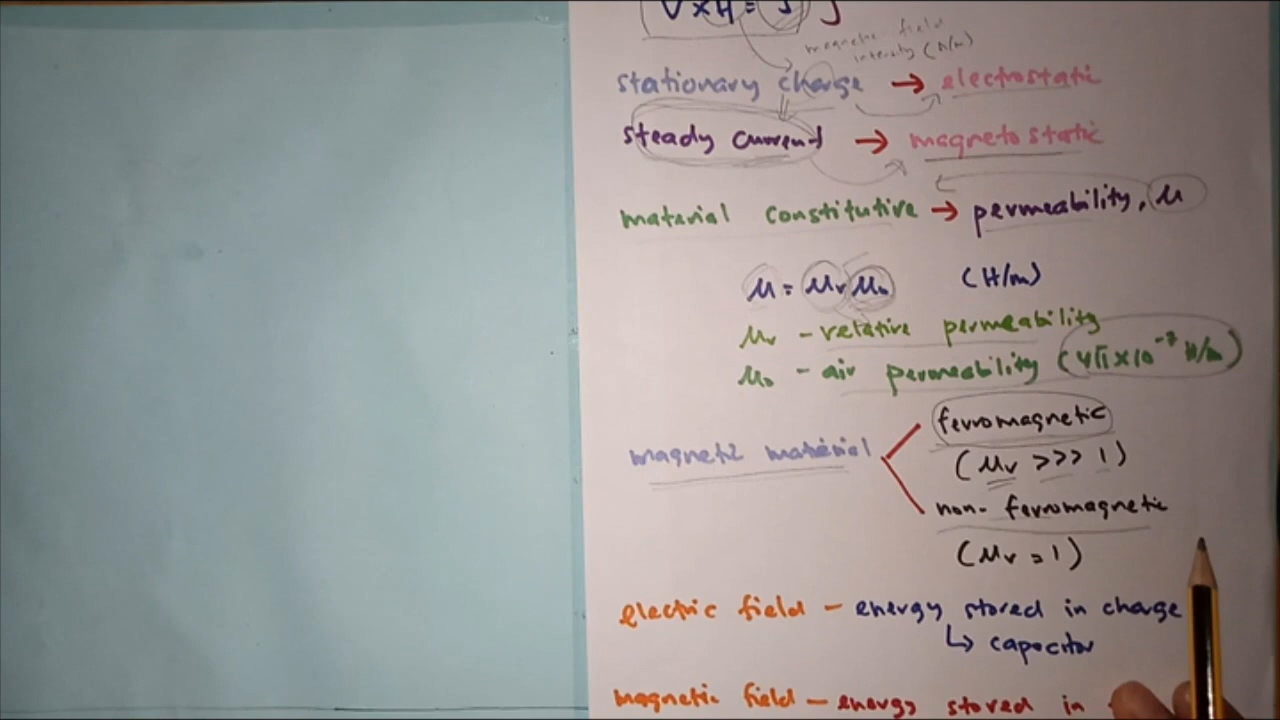 ∇ × H = J
magnetic field
intensity (A/m)
stationary charge → electrostatic
steady current → magnetostatic
material constitutive → permeability, μ
μ = μr μo (H/m)
μr - relative permeability
μo - air permeability (4π × 10⁻⁷ H/m)
ferromagnetic
magnetic material
(μr >>> 1)
non-ferromagnetic
(μr = 1)
electric field - energy stored in charge
↳ capacitor
magnetic field - energy stored in